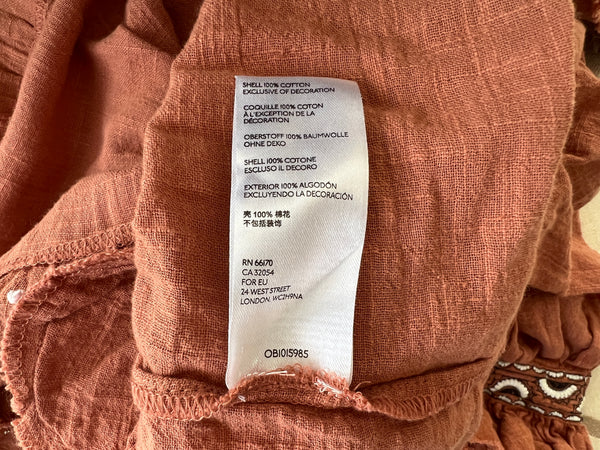 SHELL 100% COTTON
EXCLUSIVE OF DECORATION
COQUILLE 100% COTON
À L'EXCEPTION DE LA
DÉCORATION
OBERSTOFF 100% BAUMWOLLE
OHNE DEKO
SHELL 100% COTONE
ESCLUSO IL DECORO
EXTERIOR 100% ALGODÓN
EXCLUYENDO LA DECORACIÓN
壳 100% 棉花
不包括装饰
RN 66170
CA 32054
FOR EU
24 WEST STREET
LONDON, WC2H9NA
OB1015985